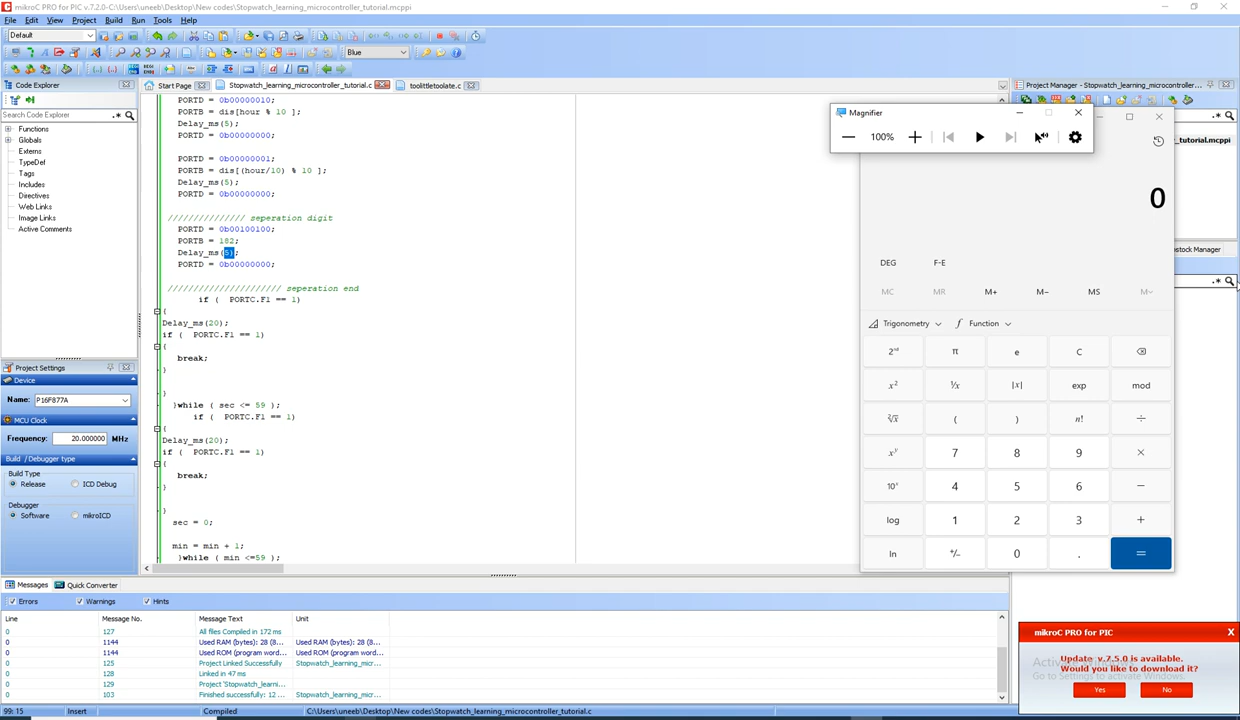 mikroC PRO for PIC v.7.2.0-C:\Users\uneeb\Desktop\New codes\Stopwatch_learning_microcontroller_tutorial.mcppi
File Edit View Project Build Run Tools Help
Default
Blue
Code Explorer
Start Page
Stopwatch_learning_microcontroller_tutorial.c
toolittletoolate.c
Project Manager - Stopwatch_learning_microcontroller...
Search Code Explorer
Functions
Globals
Externs
TypeDef
Tags
Includes
Directives
Web Links
Image Links
Active Comments
Project Settings
Device
Name: P16F877A
MCU Clock
Frequency: 20.000000 MHz
Build / Debugger type
Build Type
Release ICD Debug
Debugger
Software mikroICD
PORTD = 0b00000010;
PORTB = dis[hour % 10 ];
Delay_ms(5);
PORTD = 0b00000000;
PORTD = 0b00000001;
PORTB = dis[(hour/10) % 10 ];
Delay_ms(5);
PORTD = 0b00000000;
/////////////// seperation digit
PORTD = 0b00100100;
PORTB = 182;
Delay_ms(5);
PORTD = 0b00000000;
////////////////////// seperation end
if ( PORTC.F1 == 1)
{
Delay_ms(20);
if ( PORTC.F1 == 1)
{
break;
}
}
}while ( sec <= 59 );
if ( PORTC.F1 == 1)
{
Delay_ms(20);
if ( PORTC.F1 == 1)
{
break;
}
}
sec = 0;
min = min + 1;
}while ( min <=59 );
Magnifier
100%
_tutorial.mcppi
0
DEG F-E
MC MR M+ M- MS M˅
Trigonometry f Function
2ⁿᵈ π e C
x² ¹/x |x| exp mod
²√x ( ) n! ÷
xʸ 7 8 9 ×
10ˣ 4 5 6 −
log 1 2 3 +
ln +/− 0 . =
stock Manager
Messages Quick Converter
Errors Warnings Hints
Line Message No. Message Text Unit
0 127 All files Compiled in 172 ms
0 1144 Used RAM (bytes): 28 (8... Used RAM (bytes): 28 (8...
0 1144 Used ROM (program word... Used ROM (program word...
0 125 Project Linked Successfully Stopwatch_learning_micr...
0 128 Linked in 47 ms
0 129 Project 'Stopwatch_learni...
0 103 Finished successfully: 12 ... Stopwatch_learning_micr...
mikroC PRO for PIC X
Update v.7.5.0 is available.
Would you like to download it?
Go to Settings to activate Windows.
Yes No
99: 15 Insert Compiled C:\Users\uneeb\Desktop\New codes\Stopwatch_learning_microcontroller_tutorial.c